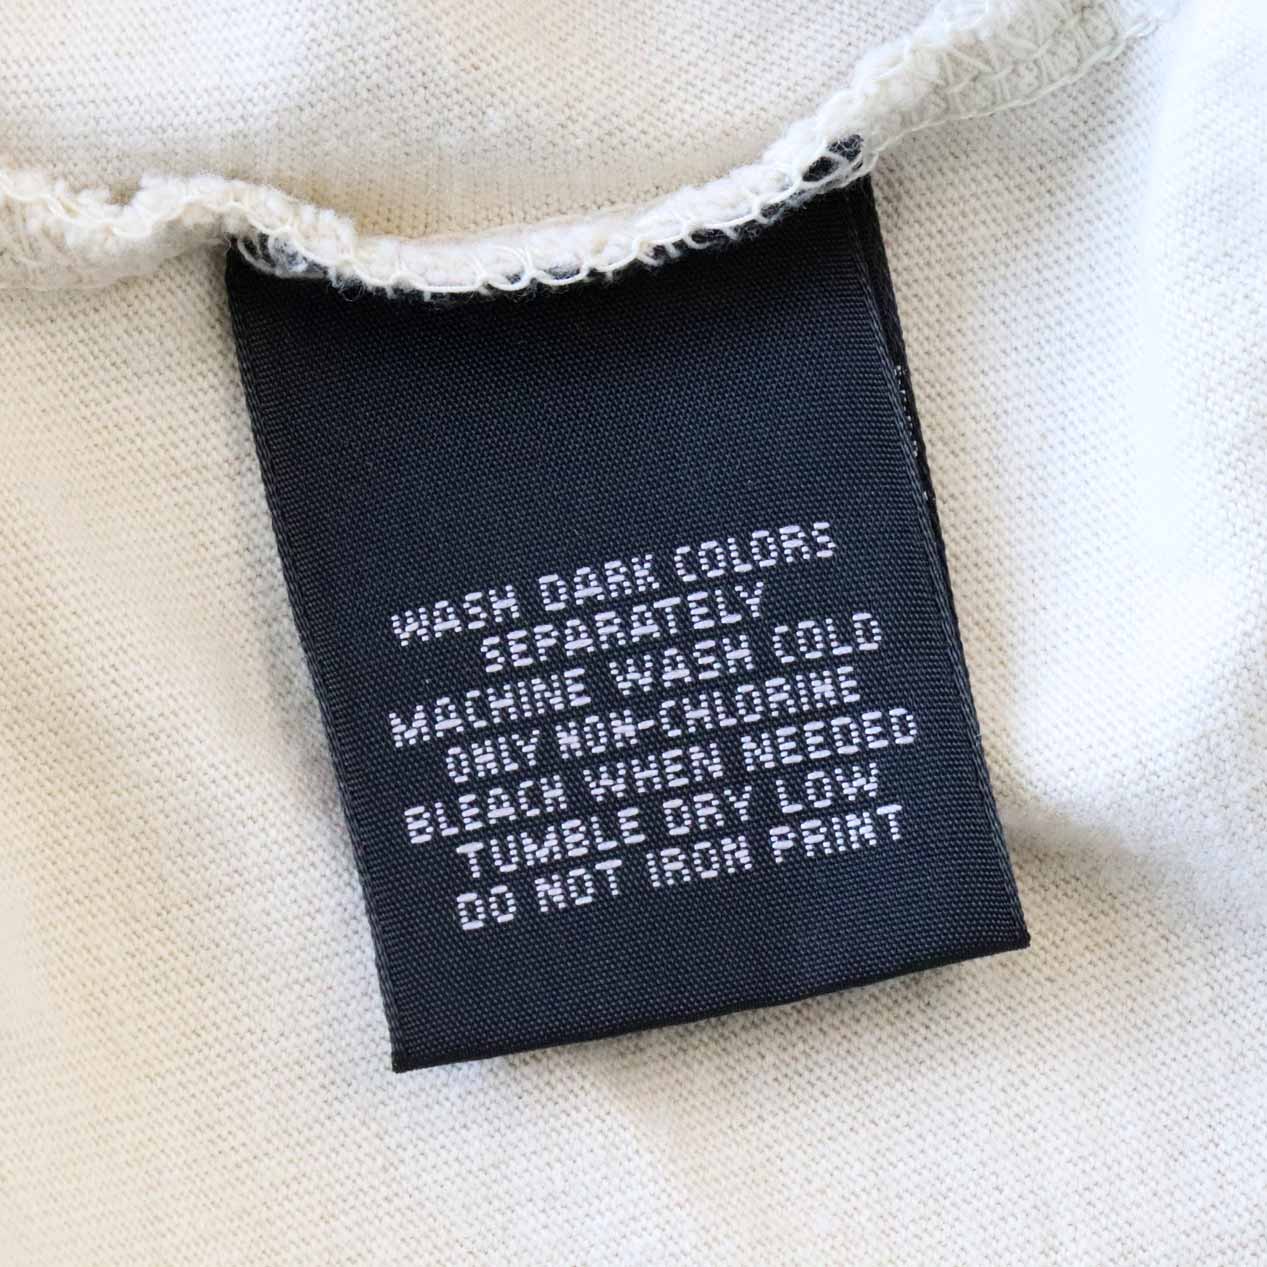 WASH DARK COLORS
SEPARATELY
MACHINE WASH COLD
ONLY NON-CHLORINE
BLEACH WHEN NEEDED
TUMBLE DRY LOW
DO NOT IRON PRINT